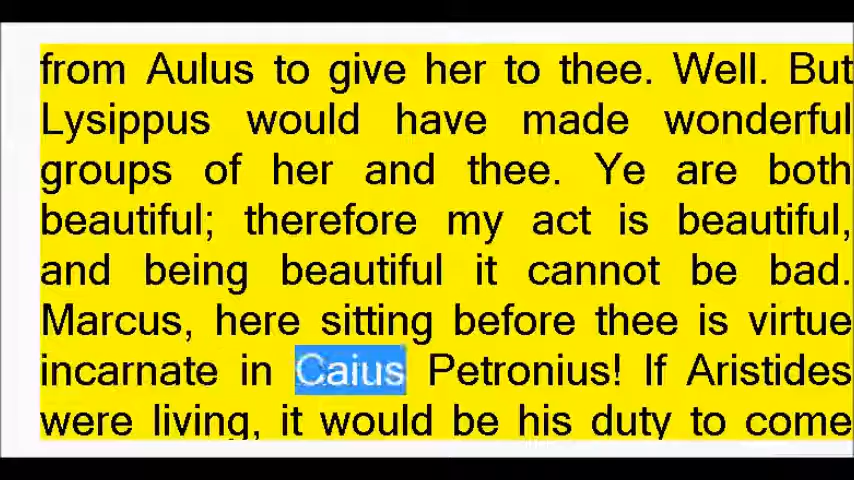 from Aulus to give her to thee. Well. But
Lysippus would have made wonderful
groups of her and thee. Ye are both
beautiful; therefore my act is beautiful,
and being beautiful it cannot be bad.
Marcus, here sitting before thee is virtue
incarnate in Caius Petronius! If Aristides
were living, it would be his duty to come